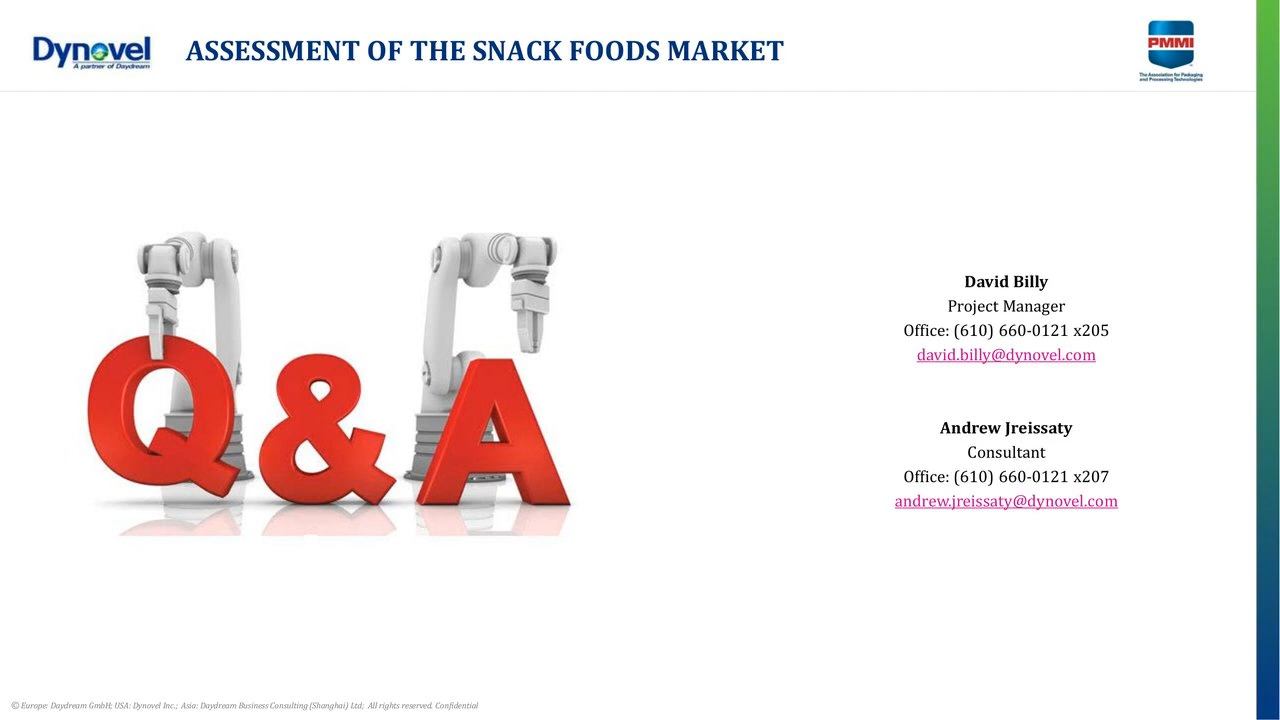 Dynovel
A partner of Daydream
ASSESSMENT OF THE SNACK FOODS MARKET
PMMI
The Association for Packaging
and Processing Technologies
Q & A
David Billy
Project Manager
Office: (610) 660-0121 x205
david.billy@dynovel.com
Andrew Jreissaty
Consultant
Office: (610) 660-0121 x207
andrew.jreissaty@dynovel.com
© Europe: Daydream GmbH; USA: Dynovel Inc.; Asia: Daydream Business Consulting (Shanghai) Ltd; All rights reserved. Confidential